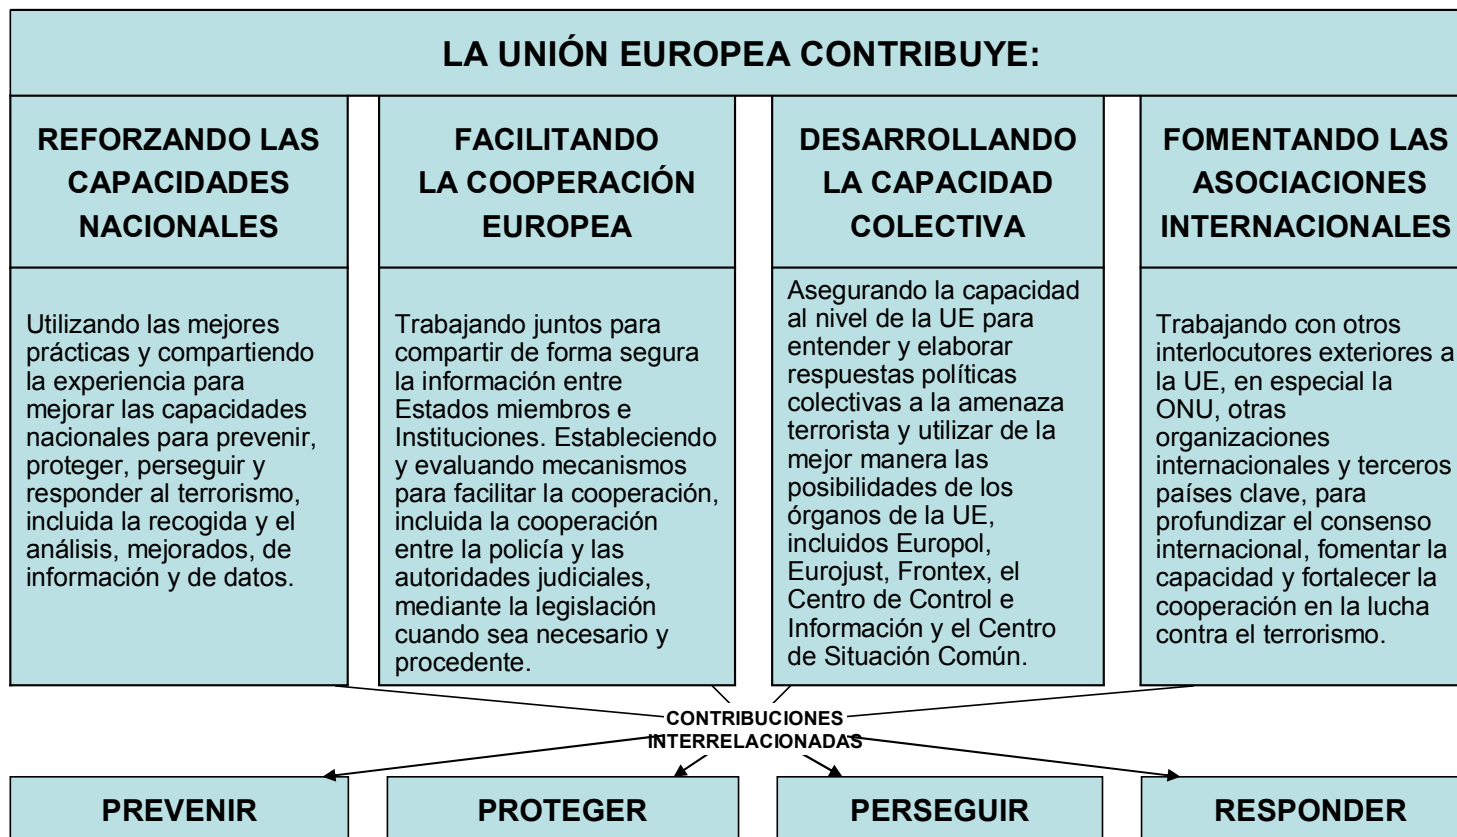 LA UNIÓN EUROPEA CONTRIBUYE:
REFORZANDO LAS
CAPACIDADES
NACIONALES
Utilizando las mejores
prácticas y compartiendo
la experiencia para
mejorar las capacidades
nacionales para prevenir,
proteger, perseguir y
responder al terrorismo,
incluida la recogida y el
análisis, mejorados, de
información y de datos.
FACILITANDO
LA COOPERACIÓN
EUROPEA
Trabajando juntos para
compartir de forma segura
la información entre
Estados miembros e
Instituciones. Estableciendo
y evaluando mecanismos
para facilitar la cooperación,
incluida la cooperación
entre la policía y las
autoridades judiciales,
mediante la legislación
cuando sea necesario y
procedente.
DESARROLLANDO
LA CAPACIDAD
COLECTIVA
Asegurando la capacidad
al nivel de la UE para
entender y elaborar
respuestas políticas
colectivas a la amenaza
terrorista y utilizar de la
mejor manera las
posibilidades de los
órganos de la UE,
incluidos Europol,
Eurojust, Frontex, el
Centro de Control e
Información y el Centro
de Situación Común.
FOMENTANDO LAS
ASOCIACIONES
INTERNACIONALES
Trabajando con otros
interlocutores exteriores a
la UE, en especial la
ONU, otras
organizaciones
internacionales y terceros
países clave, para
profundizar el consenso
internacional, fomentar la
capacidad y fortalecer la
cooperación en la lucha
contra el terrorismo.
CONTRIBUCIONES
INTERRELACIONADAS
PREVENIR
PROTEGER
PERSEGUIR
RESPONDER